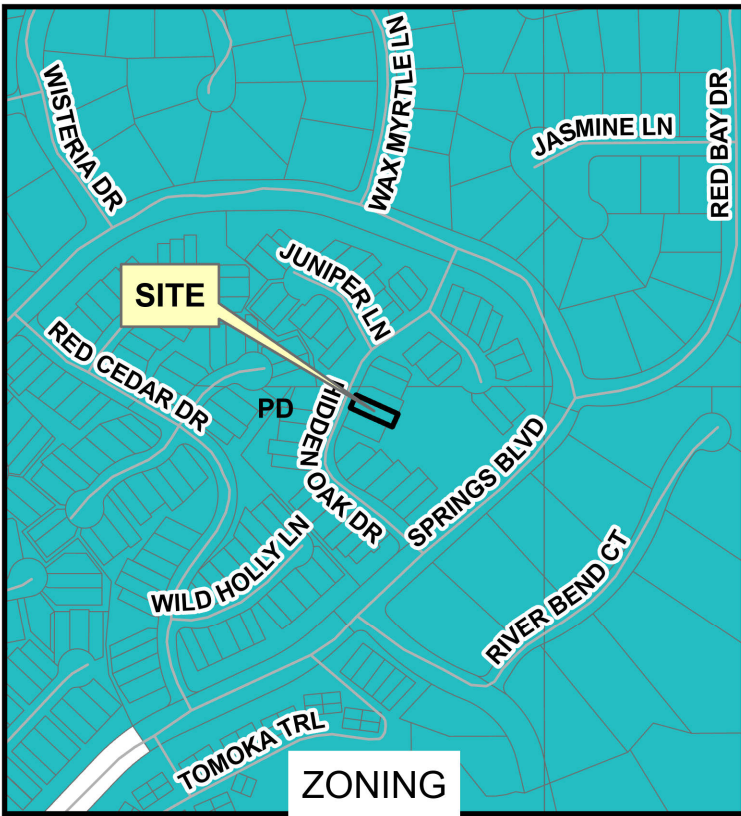 WISTERIA DR
WAX MYRTLE LN
JASMINE LN
RED BAY DR
JUNIPER LN
SITE
RED CEDAR DR
PD
HIDDEN OAK DR
SPRINGS BLVD
WILD HOLLY LN
RIVER BEND CT
TOMOKA TRL
ZONING